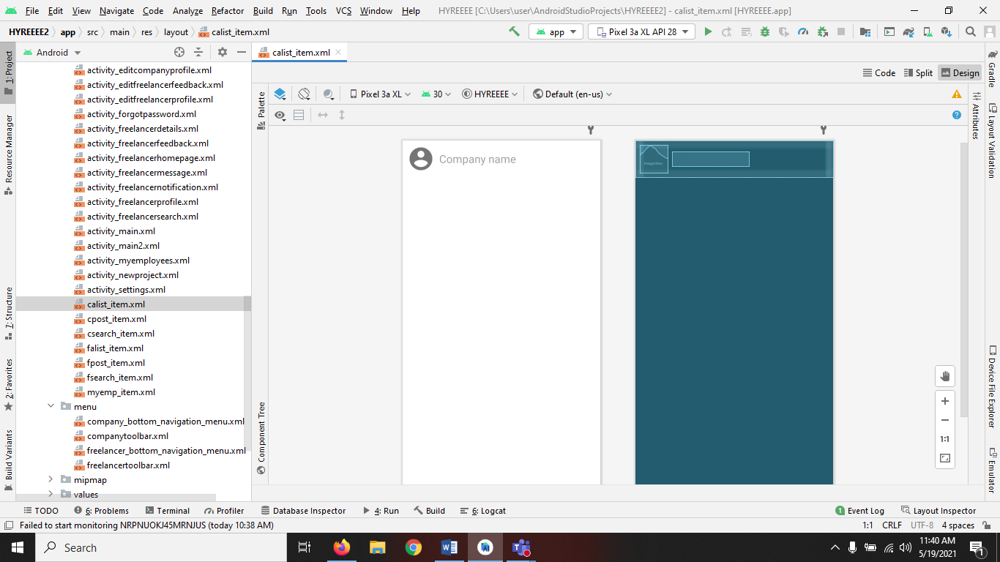 File Edit View Navigate Code Analyze Refactor Build Run Tools VCS Window Help HYREEEE [C:\Users\user\AndroidStudioProjects\HYREEEE2] - calist_item.xml [HYREEEE.app]
HYREEEE2 app src main res layout calist_item.xml app Pixel 3a XL API 28
1: Project
Resource Manager
7: Structure
2: Favorites
Build Variants
Android
activity_editcompanyprofile.xml
activity_editfreelancerfeedback.xml
activity_editfreelancerprofile.xml
activity_forgotpassword.xml
activity_freelancerdetails.xml
activity_freelancerfeedback.xml
activity_freelancerhomepage.xml
activity_freelancermessage.xml
activity_freelancernotification.xml
activity_freelancerprofile.xml
activity_freelancersearch.xml
activity_main.xml
activity_main2.xml
activity_myemployees.xml
activity_newproject.xml
activity_settings.xml
calist_item.xml
cpost_item.xml
csearch_item.xml
falist_item.xml
fpost_item.xml
fsearch_item.xml
myemp_item.xml
menu
company_bottom_navigation_menu.xml
companytoolbar.xml
freelancer_bottom_navigation_menu.xml
freelancertoolbar.xml
mipmap
values
calist_item.xml
Code Split Design
Palette
Component Tree
Pixel 3a XL 30 HYREEEE Default (en-us)
Company name
ImageView
1:1
Attributes
Gradle
Layout Validation
Device File Explorer
Emulator
TODO 6: Problems Terminal Profiler Database Inspector 4: Run Build 6: Logcat 1 Event Log Layout Inspector
Failed to start monitoring NRPNUOKJ45MRNJUS (today 10:38 AM) 1:1 CRLF UTF-8 4 spaces
Search
11:40 AM
5/19/2021
1